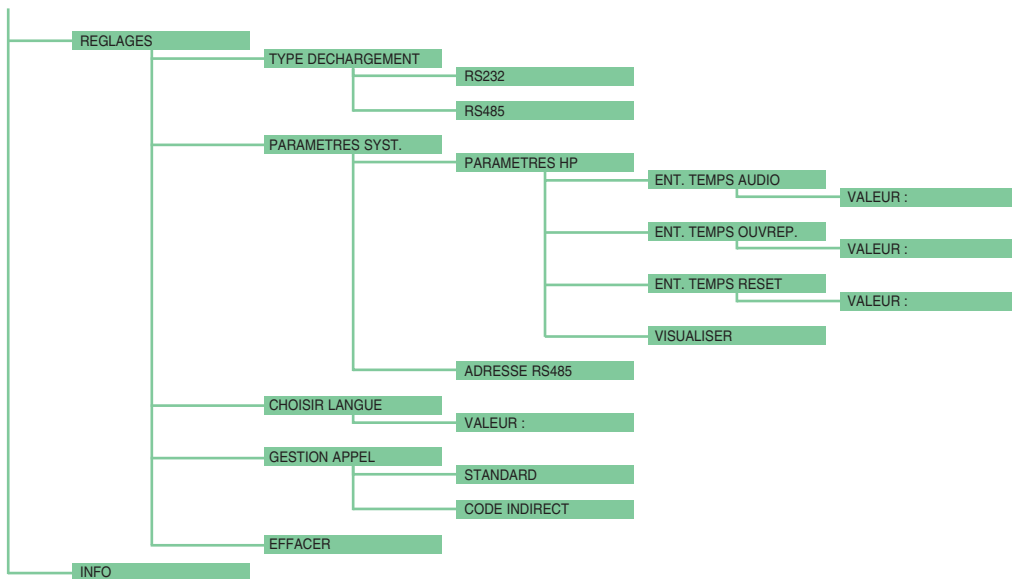 REGLAGES
TYPE DECHARGEMENT
RS232
RS485
PARAMETRES SYST.
PARAMETRES HP
ENT. TEMPS AUDIO
VALEUR :
ENT. TEMPS OUVREP.
VALEUR :
ENT. TEMPS RESET
VALEUR :
VISUALISER
ADRESSE RS485
CHOISIR LANGUE
VALEUR :
GESTION APPEL
STANDARD
CODE INDIRECT
EFFACER
INFO